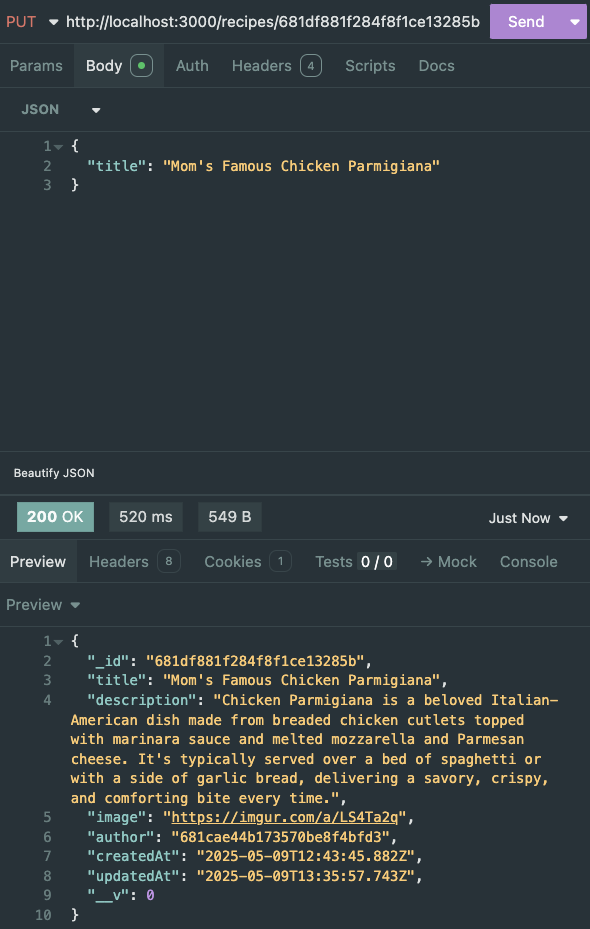 PUT http://localhost:3000/recipes/681df881f284f8f1ce13285b Send
Params Body Auth Headers 4 Scripts Docs
JSON
1 {
2 "title": "Mom's Famous Chicken Parmigiana"
3 }
Beautify JSON
200 OK 520 ms 549 B Just Now
Preview Headers 8 Cookies 1 Tests 0 / 0 → Mock Console
Preview
1 {
2 "_id": "681df881f284f8f1ce13285b",
3 "title": "Mom's Famous Chicken Parmigiana",
4 "description": "Chicken Parmigiana is a beloved Italian-
American dish made from breaded chicken cutlets topped
with marinara sauce and melted mozzarella and Parmesan
cheese. It's typically served over a bed of spaghetti or
with a side of garlic bread, delivering a savory, crispy,
and comforting bite every time.",
5 "image": "https://imgur.com/a/LS4Ta2q",
6 "author": "681cae44b173570be8f4bfd3",
7 "createdAt": "2025-05-09T12:43:45.882Z",
8 "updatedAt": "2025-05-09T13:35:57.743Z",
9 "__v": 0
10 }